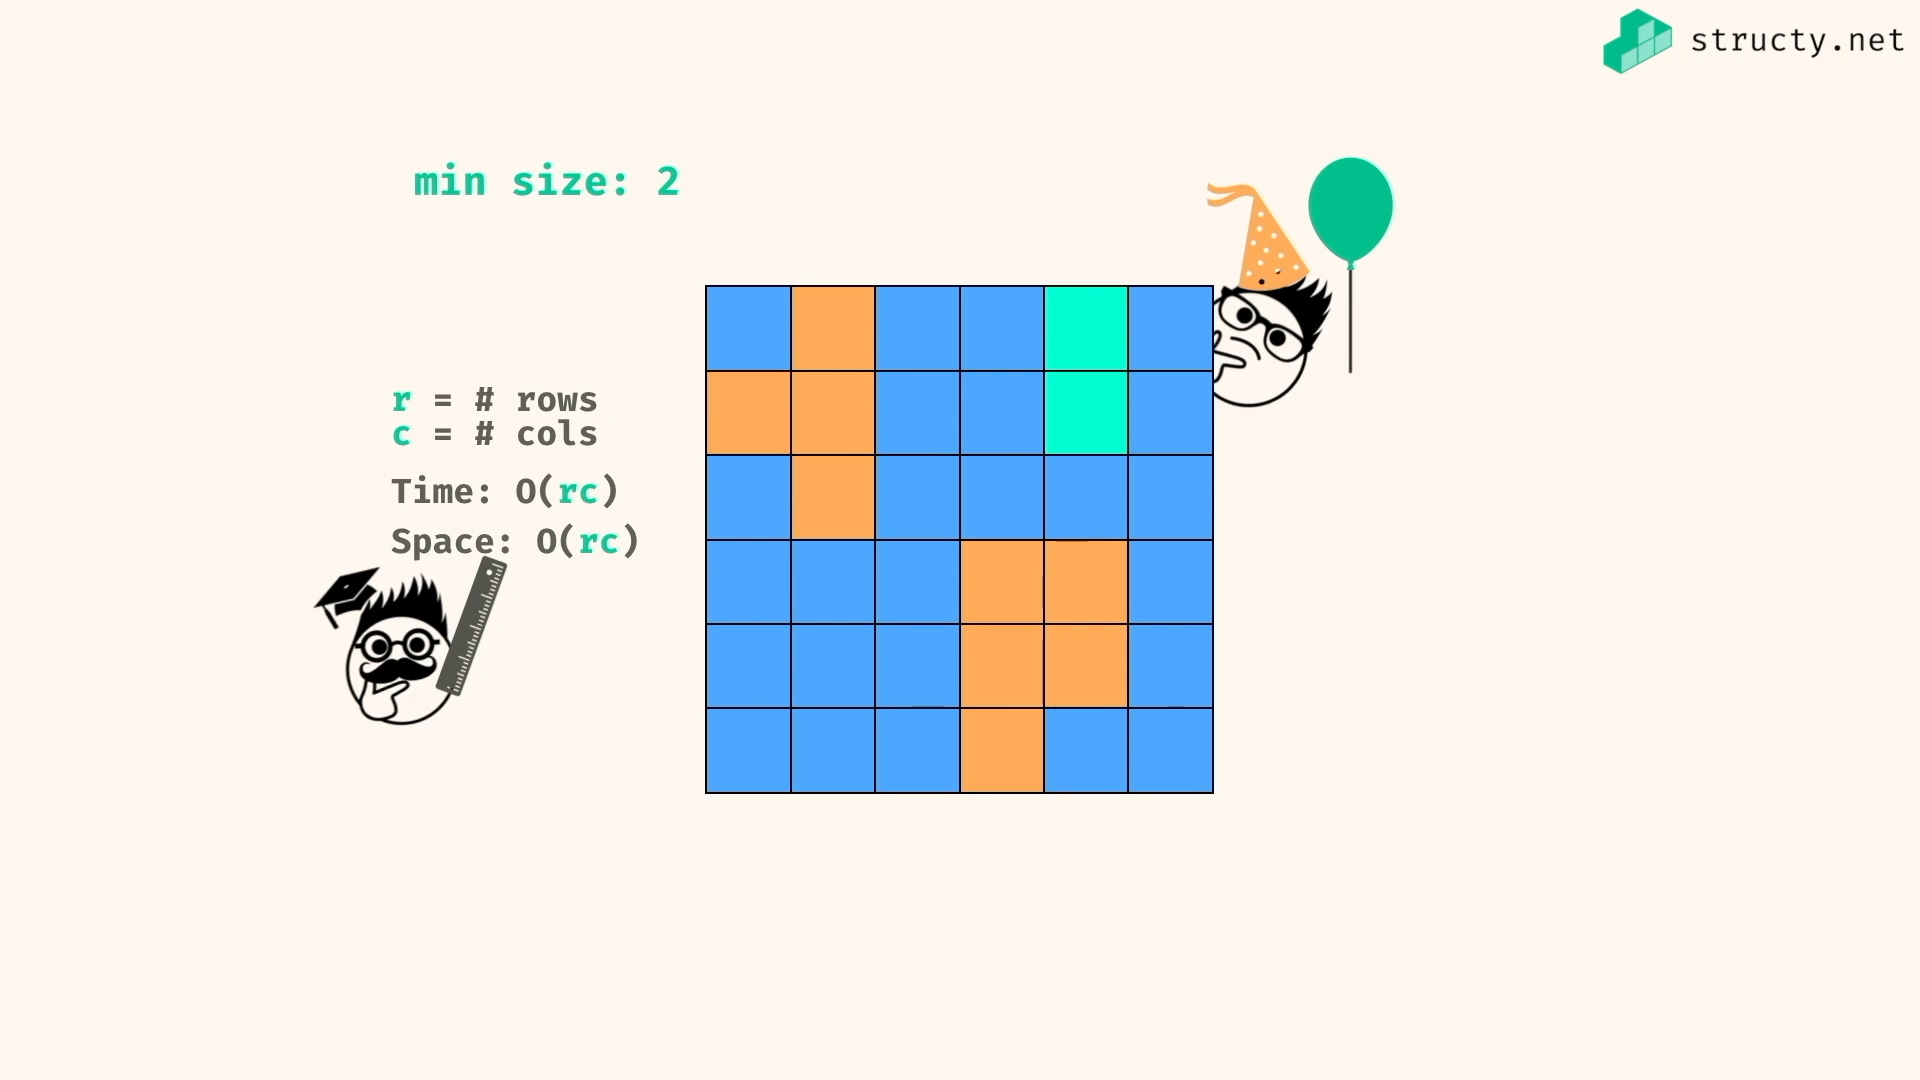 structy.net
min size: 2
r = # rows
c = # cols
Time: O(rc)
Space: O(rc)